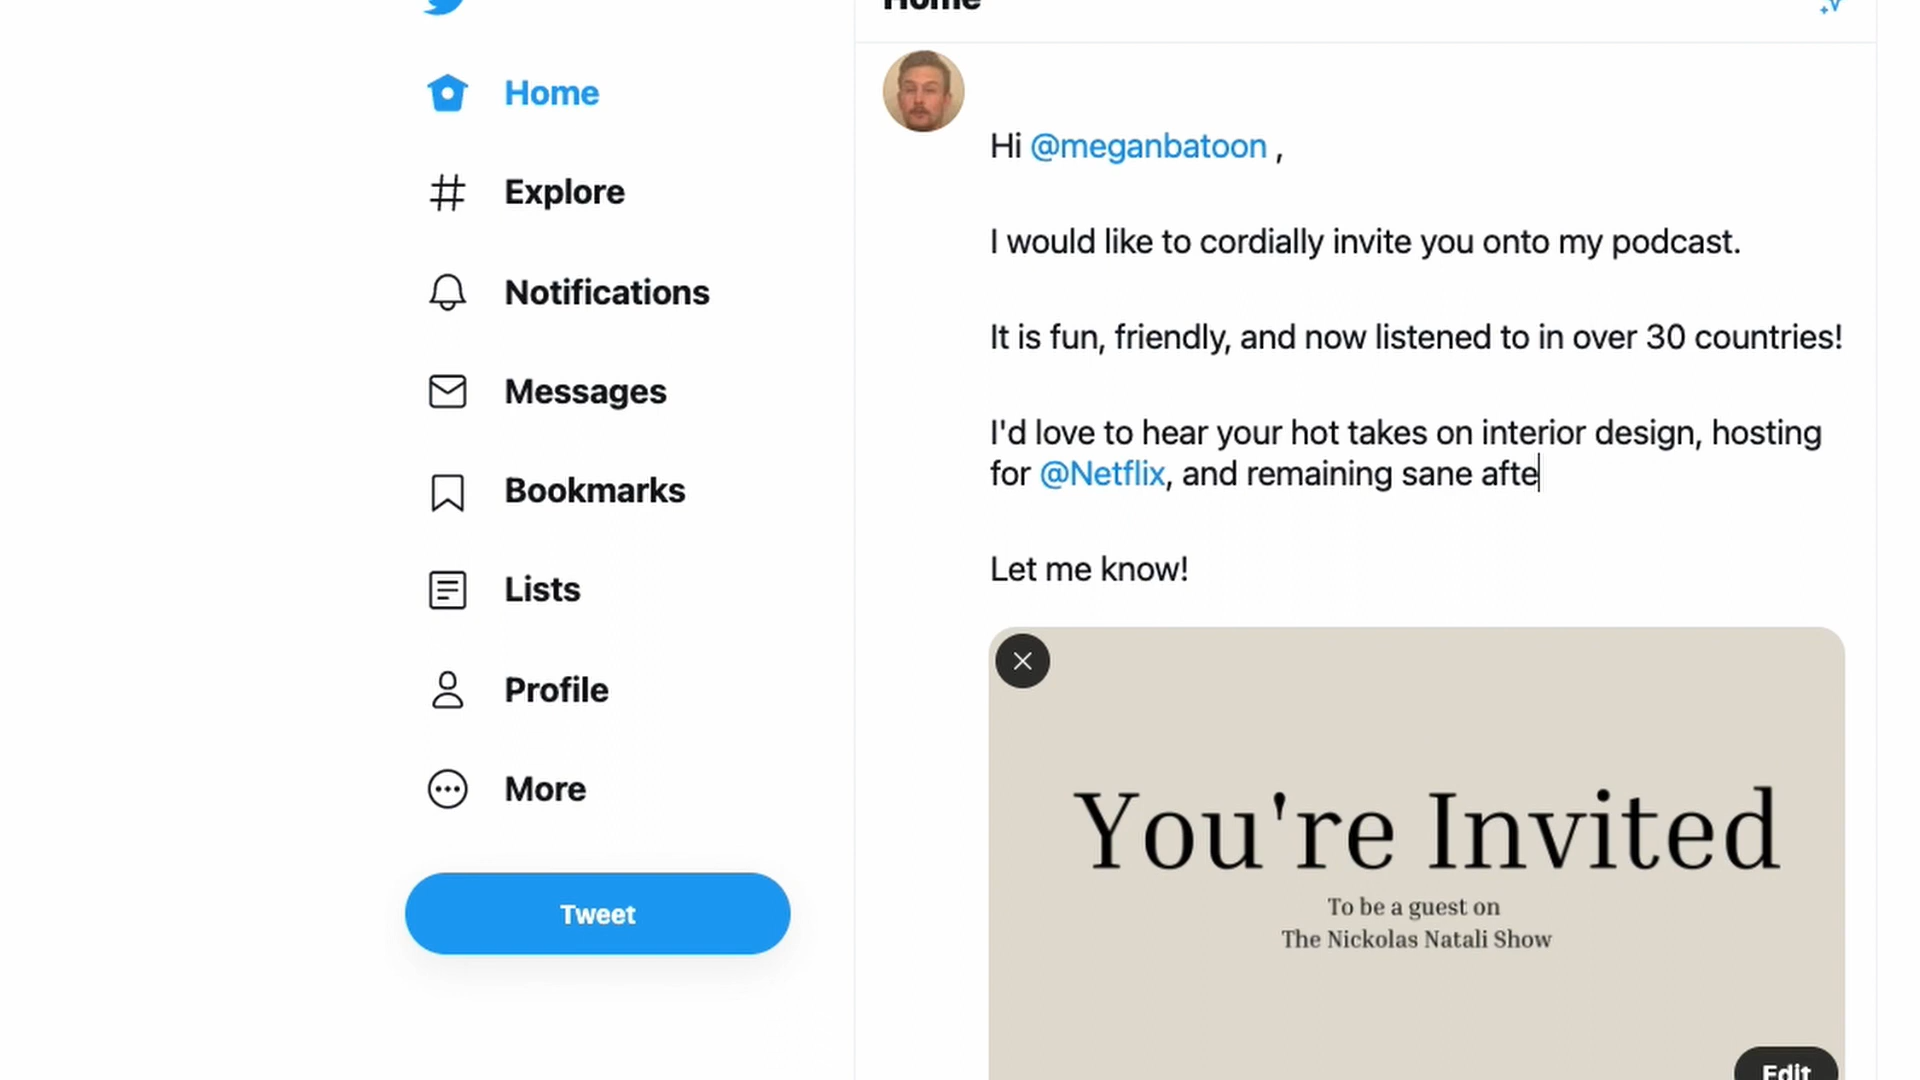 Home
Home
Explore
Notifications
Messages
Bookmarks
Lists
Profile
More
Tweet
Hi @meganbatoon ,
I would like to cordially invite you onto my podcast.
It is fun, friendly, and now listened to in over 30 countries!
I'd love to hear your hot takes on interior design, hosting
for @Netflix, and remaining sane afte
Let me know!
You're Invited
To be a guest on
The Nickolas Natali Show
Edit